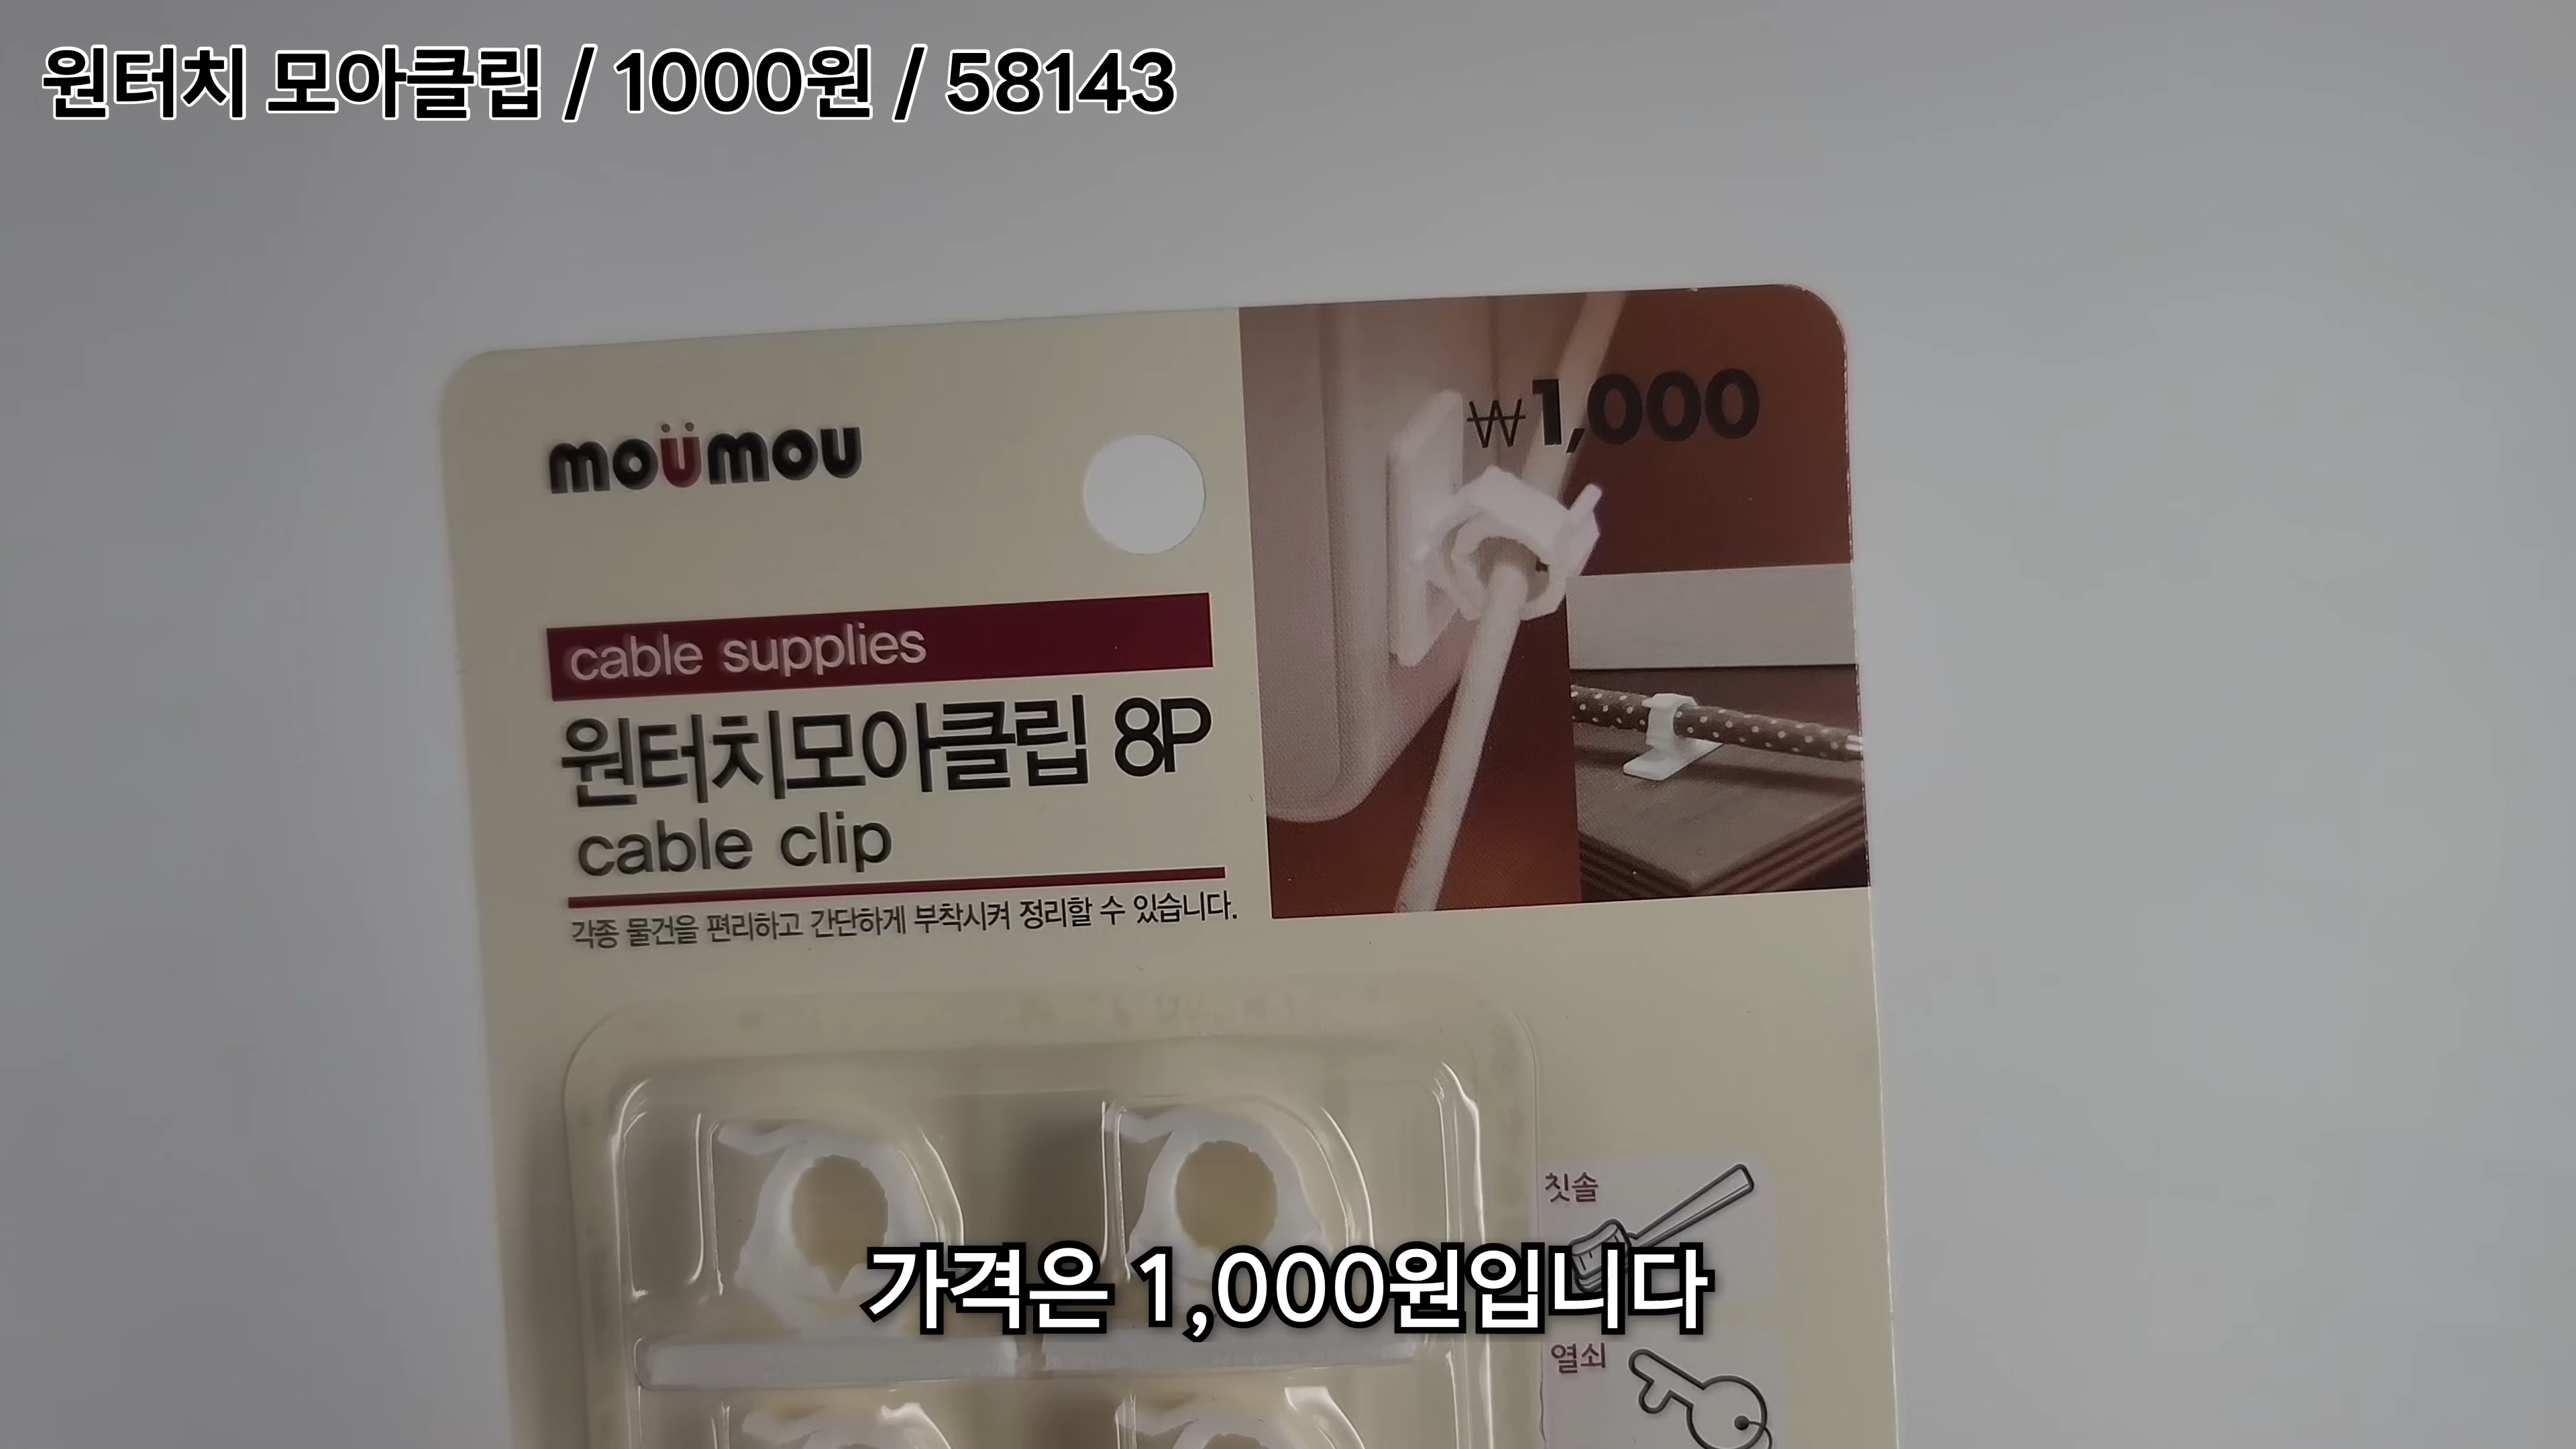 원터치 모아클립 / 1000원 / 58143
moümou
₩1,000
cable supplies
원터치모아클립 8P
cable clip
각종 물건을 편리하고 간단하게 부착시켜 정리할 수 있습니다.
칫솔
가격은 1,000원입니다
열쇠